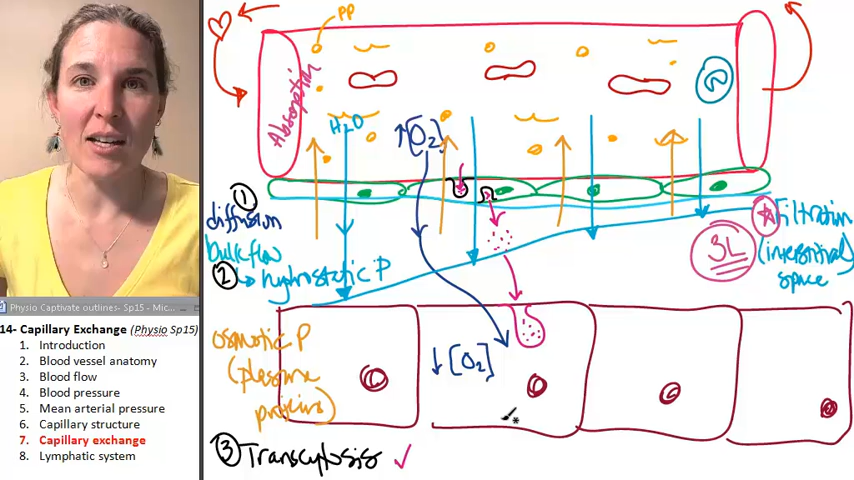 PP
Absorption
H2O
↑[O2]
①
diffusion
bulk flow
② ↳ hydrostatic P
Filtration
(interstitial
space
3L
osmotic P
(plasma
proteins)
↓[O2]
③ Transcytosis ✓
Physio Captivate outlines- Sp15 - Mic...
14- Capillary Exchange (Physio Sp15)
1. Introduction
2. Blood vessel anatomy
3. Blood flow
4. Blood pressure
5. Mean arterial pressure
6. Capillary structure
7. Capillary exchange
8. Lymphatic system